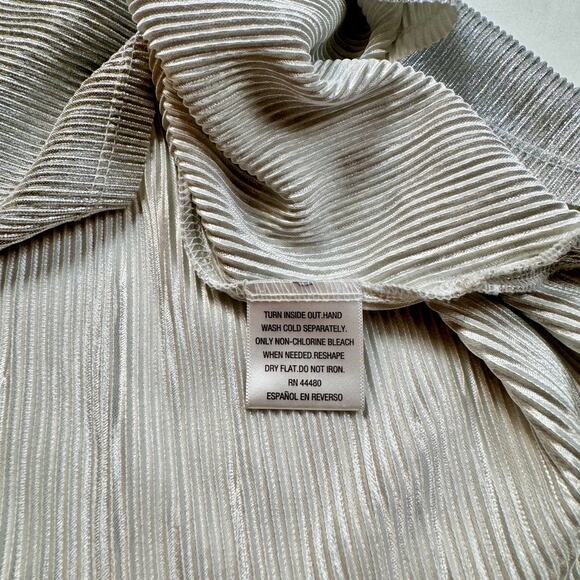 TURN INSIDE OUT.HAND
WASH COLD SEPARATELY.
ONLY NON-CHLORINE BLEACH
WHEN NEEDED.RESHAPE
DRY FLAT.DO NOT IRON.
RN 44480
ESPAÑOL EN REVERSO